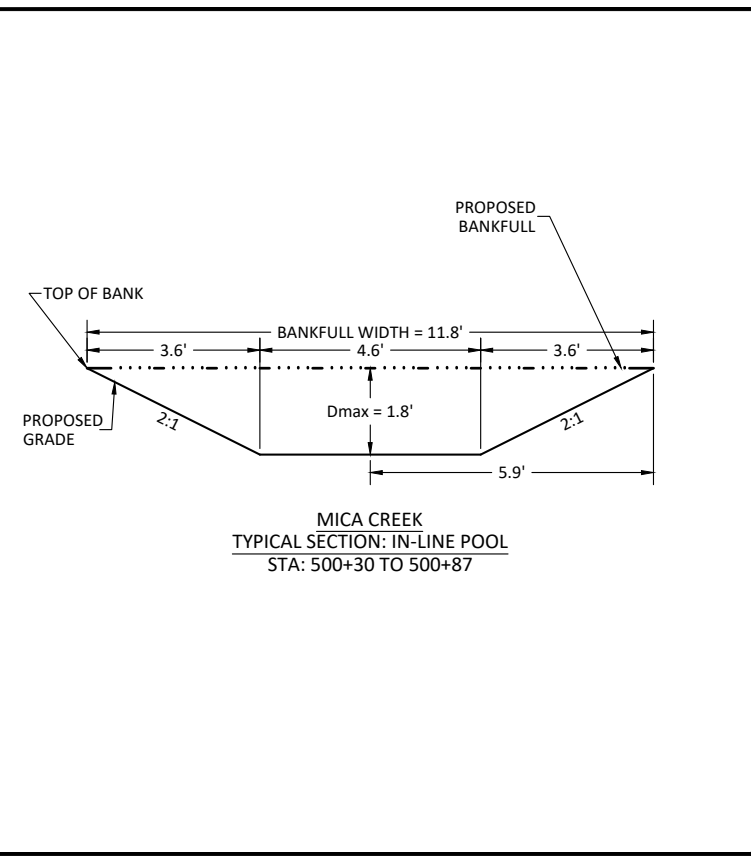 PROPOSED
BANKFULL
TOP OF BANK
BANKFULL WIDTH = 11.8'
3.6'
4.6'
3.6'
Dmax = 1.8'
PROPOSED
GRADE
2:1
2:1
5.9'
MICA CREEK
TYPICAL SECTION: IN-LINE POOL
STA: 500+30 TO 500+87